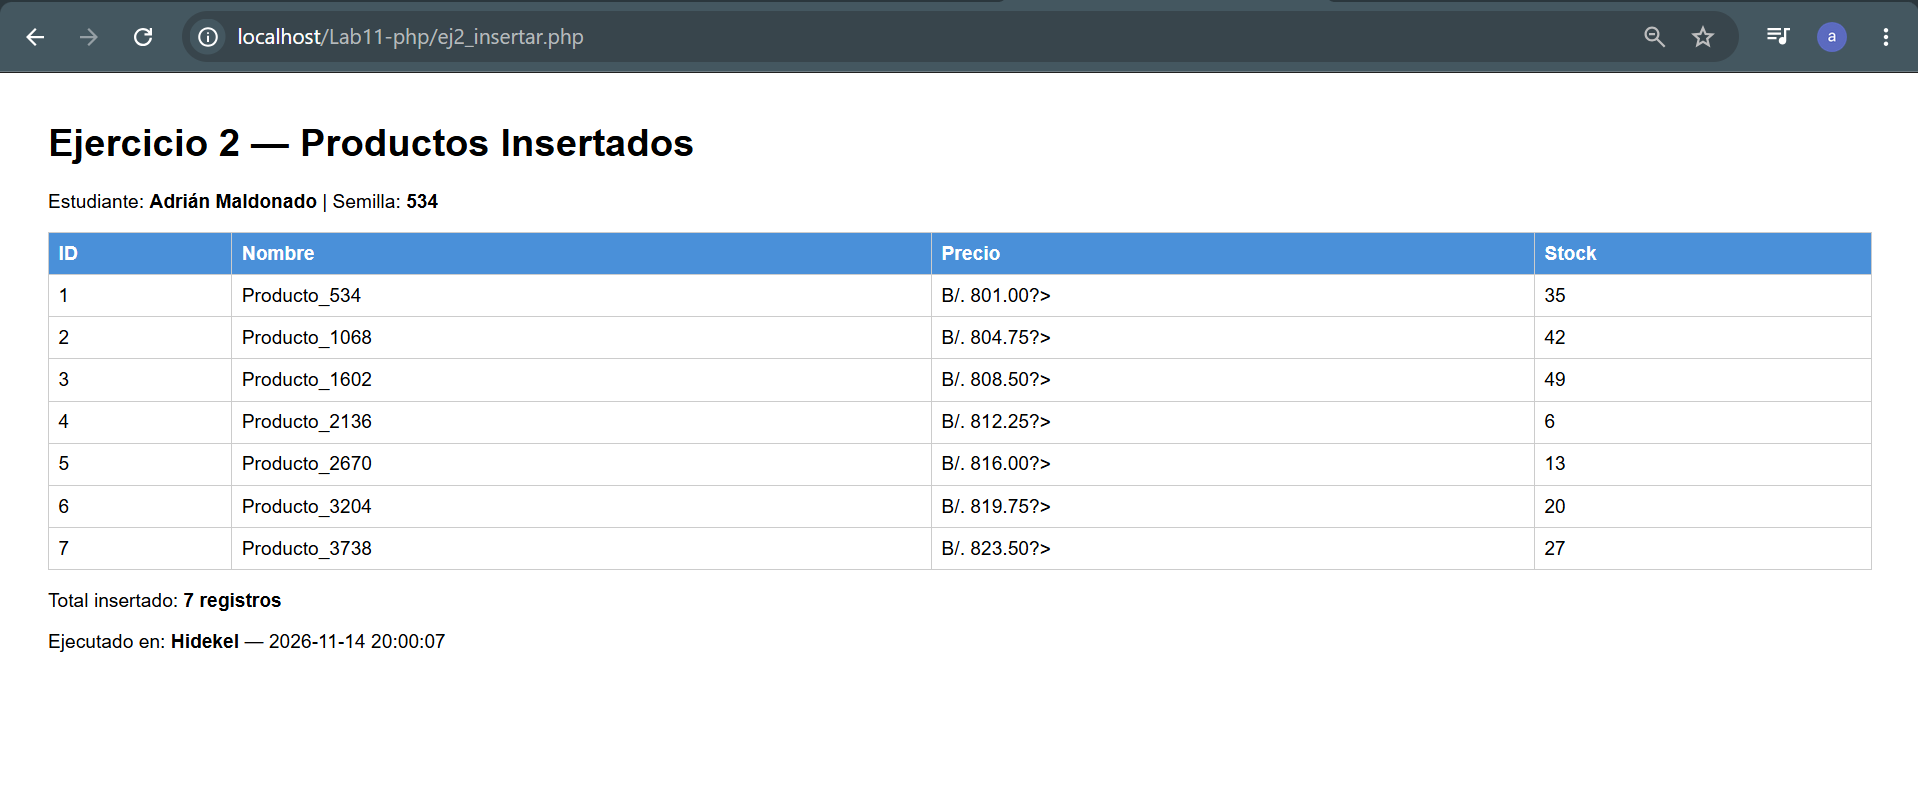 localhost/Lab11-php/ej2_insertar.php
a
Ejercicio 2 — Productos Insertados
Estudiante: Adrián Maldonado | Semilla: 534
ID Nombre Precio Stock
1 Producto_534 B/. 801.00?> 35
2 Producto_1068 B/. 804.75?> 42
3 Producto_1602 B/. 808.50?> 49
4 Producto_2136 B/. 812.25?> 6
5 Producto_2670 B/. 816.00?> 13
6 Producto_3204 B/. 819.75?> 20
7 Producto_3738 B/. 823.50?> 27
Total insertado: 7 registros
Ejecutado en: Hidekel — 2026-11-14 20:00:07